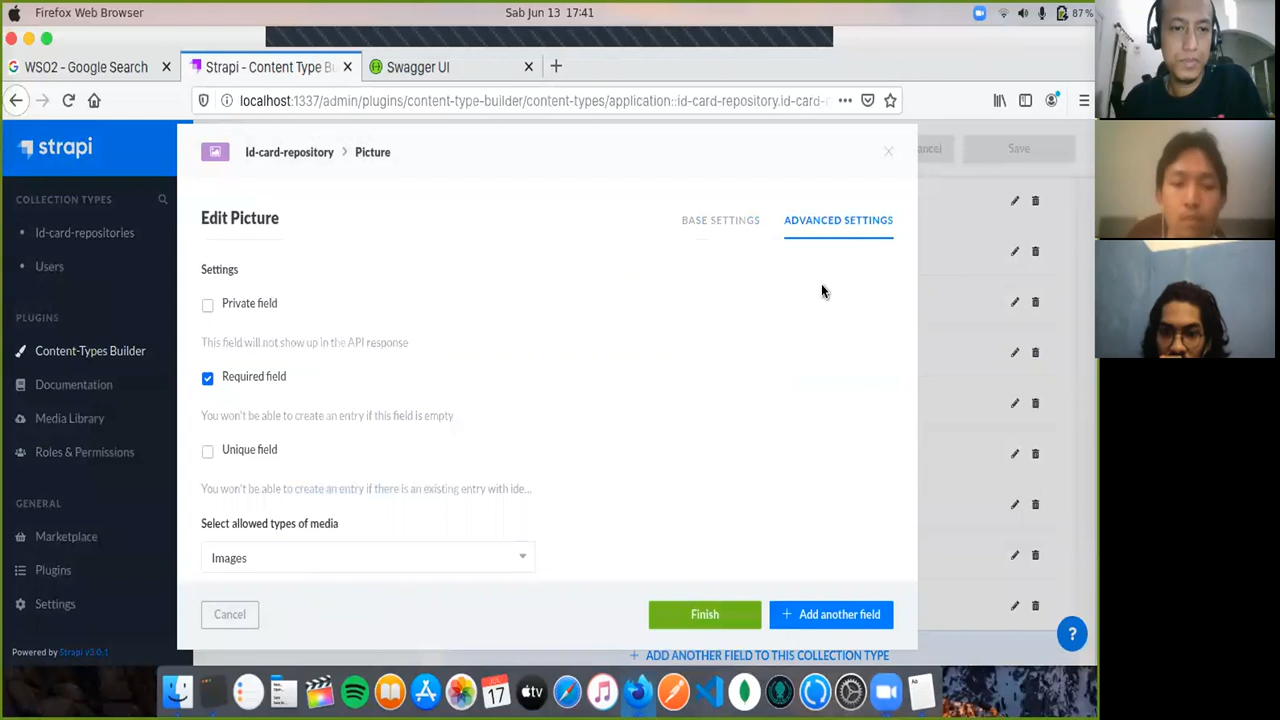 Firefox Web Browser
Sab Jun 13 17:41
87%
WSO2 - Google Search
Strapi - Content Type B
Swagger UI
localhost:1337/admin/plugins/content-type-builder/content-types/application::id-card-repository.id-card-
strapi
Id-card-repository > Picture
ancel
Save
COLLECTION TYPES
Id-card-repositories
Users
PLUGINS
Content-Types Builder
Documentation
Media Library
Roles & Permissions
GENERAL
Marketplace
Plugins
Settings
Powered by Strapi v3.0.1
Edit Picture
BASE SETTINGS
ADVANCED SETTINGS
Settings
Private field
This field will not show up in the API response
Required field
You won't be able to create an entry if this field is empty
Unique field
You won't be able to create an entry if there is an existing entry with ide...
Select allowed types of media
Images
Cancel
Finish
+ Add another field
?
+ ADD ANOTHER FIELD TO THIS COLLECTION TYPE
JUN
17
tv